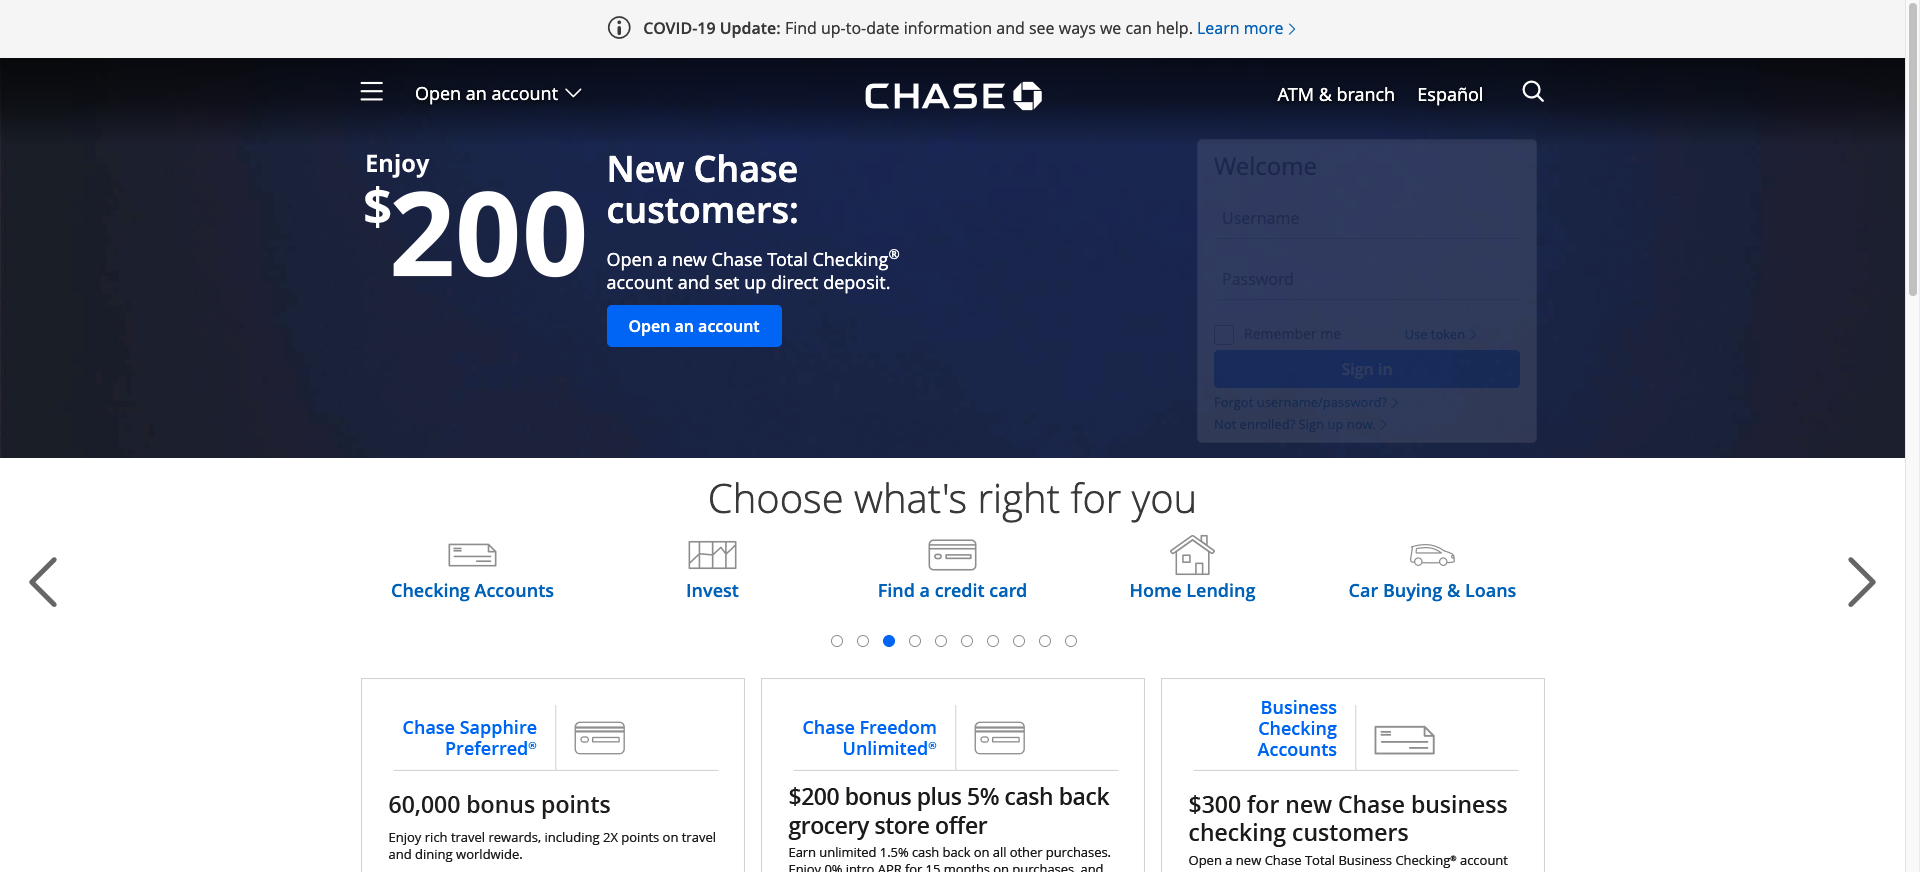 COVID-19 Update: Find up-to-date information and see ways we can help. Learn more
Open an account
CHASE
ATM & branch
Español
Enjoy
$200
New Chase
customers:
Open a new Chase Total Checking®
account and set up direct deposit.
Open an account
Welcome
Username
Password
Remember me
Use token
Sign in
Forgot username/password?
Not enrolled? Sign up now.
Choose what's right for you
Checking Accounts
Invest
Find a credit card
Home Lending
Car Buying & Loans
Chase Sapphire
Preferred®
60,000 bonus points
Enjoy rich travel rewards, including 2X points on travel
and dining worldwide.
Chase Freedom
Unlimited®
$200 bonus plus 5% cash back
grocery store offer
Earn unlimited 1.5% cash back on all other purchases.
Enjoy 0% intro APR for 15 months on purchases, and
Business
Checking
Accounts
$300 for new Chase business
checking customers
Open a new Chase Total Business Checking® account